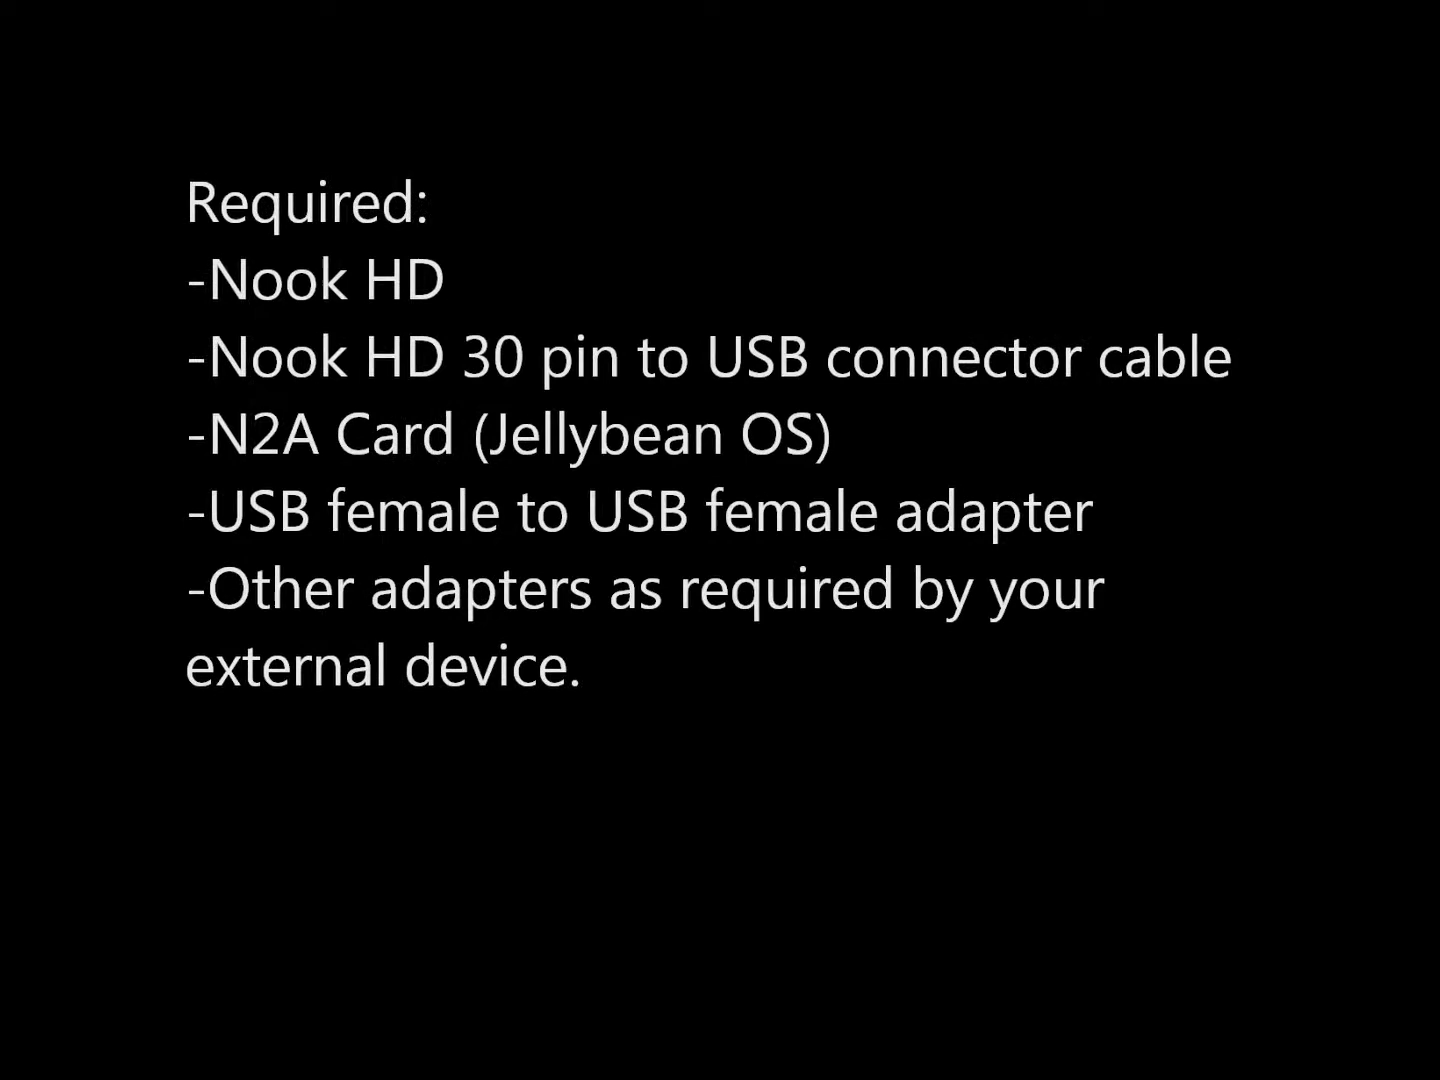 Required:
-Nook HD
-Nook HD 30 pin to USB connector cable
-N2A Card (Jellybean OS)
-USB female to USB female adapter
-Other adapters as required by your
external device.